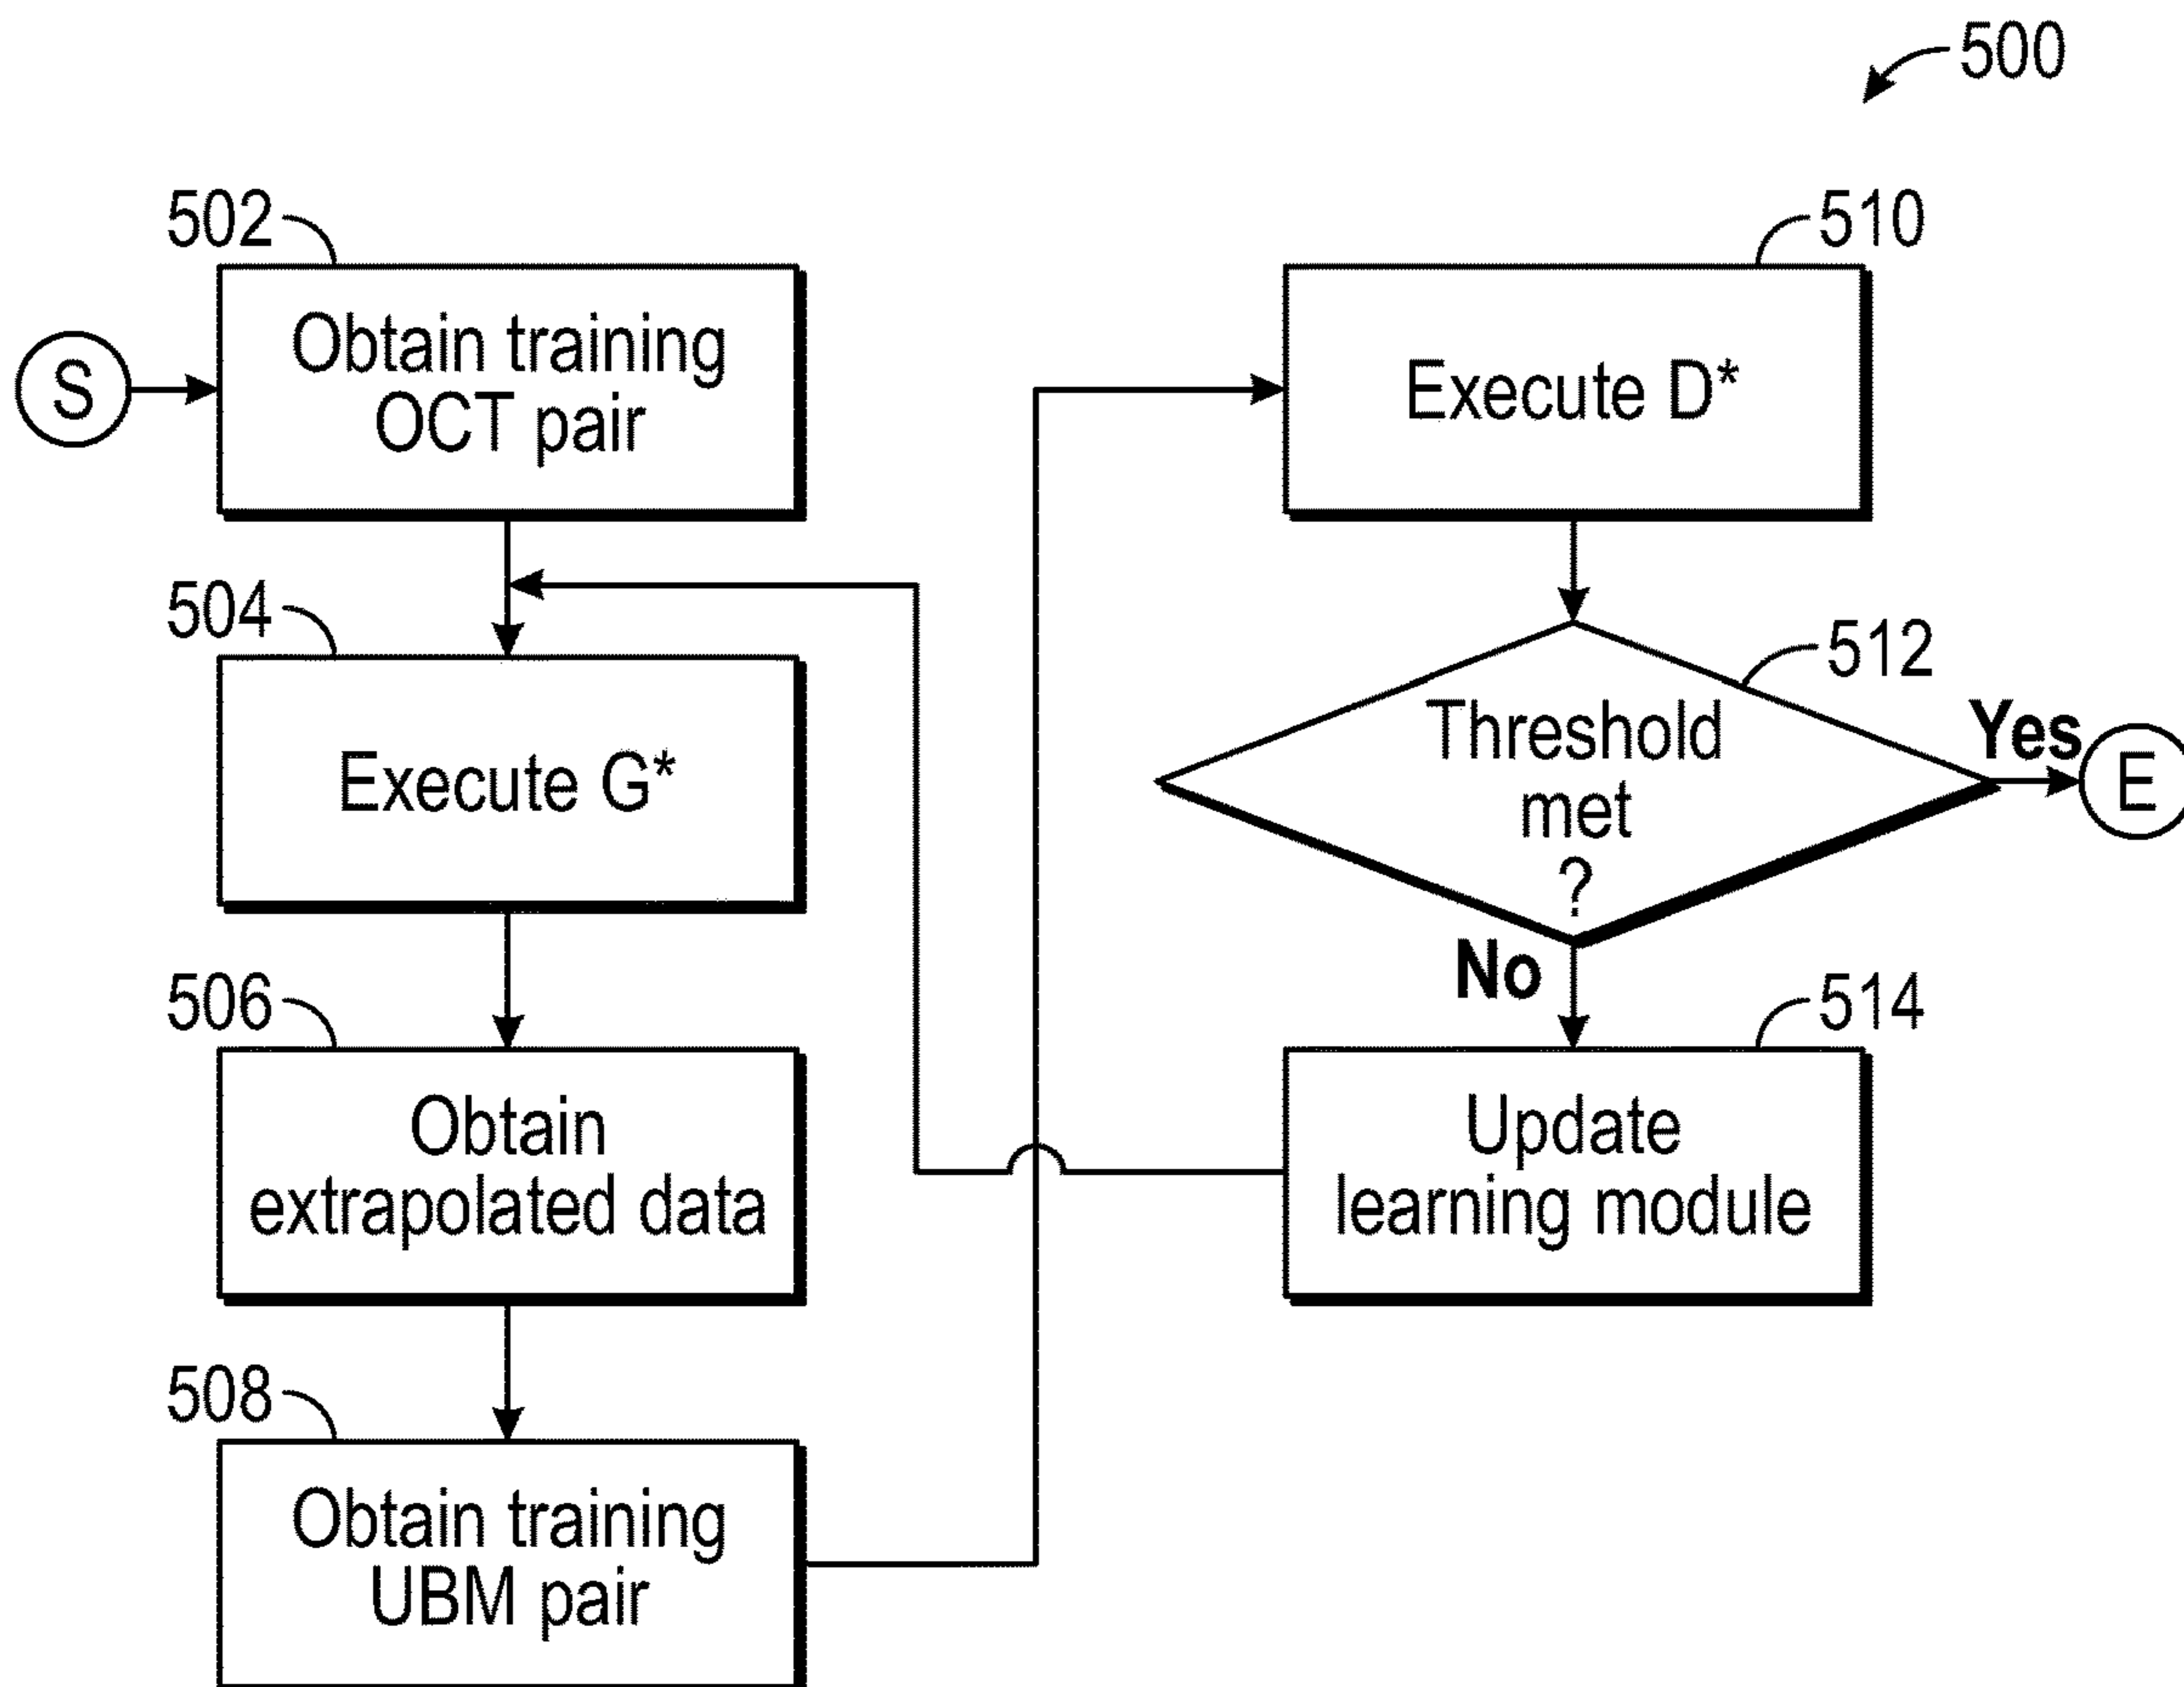 500
502
S
Obtain training
OCT pair
504
Execute G*
506
Obtain
extrapolated data
508
Obtain training
UBM pair
510
Execute D*
512
Threshold
met
?
Yes
E
No
514
Update
learning module